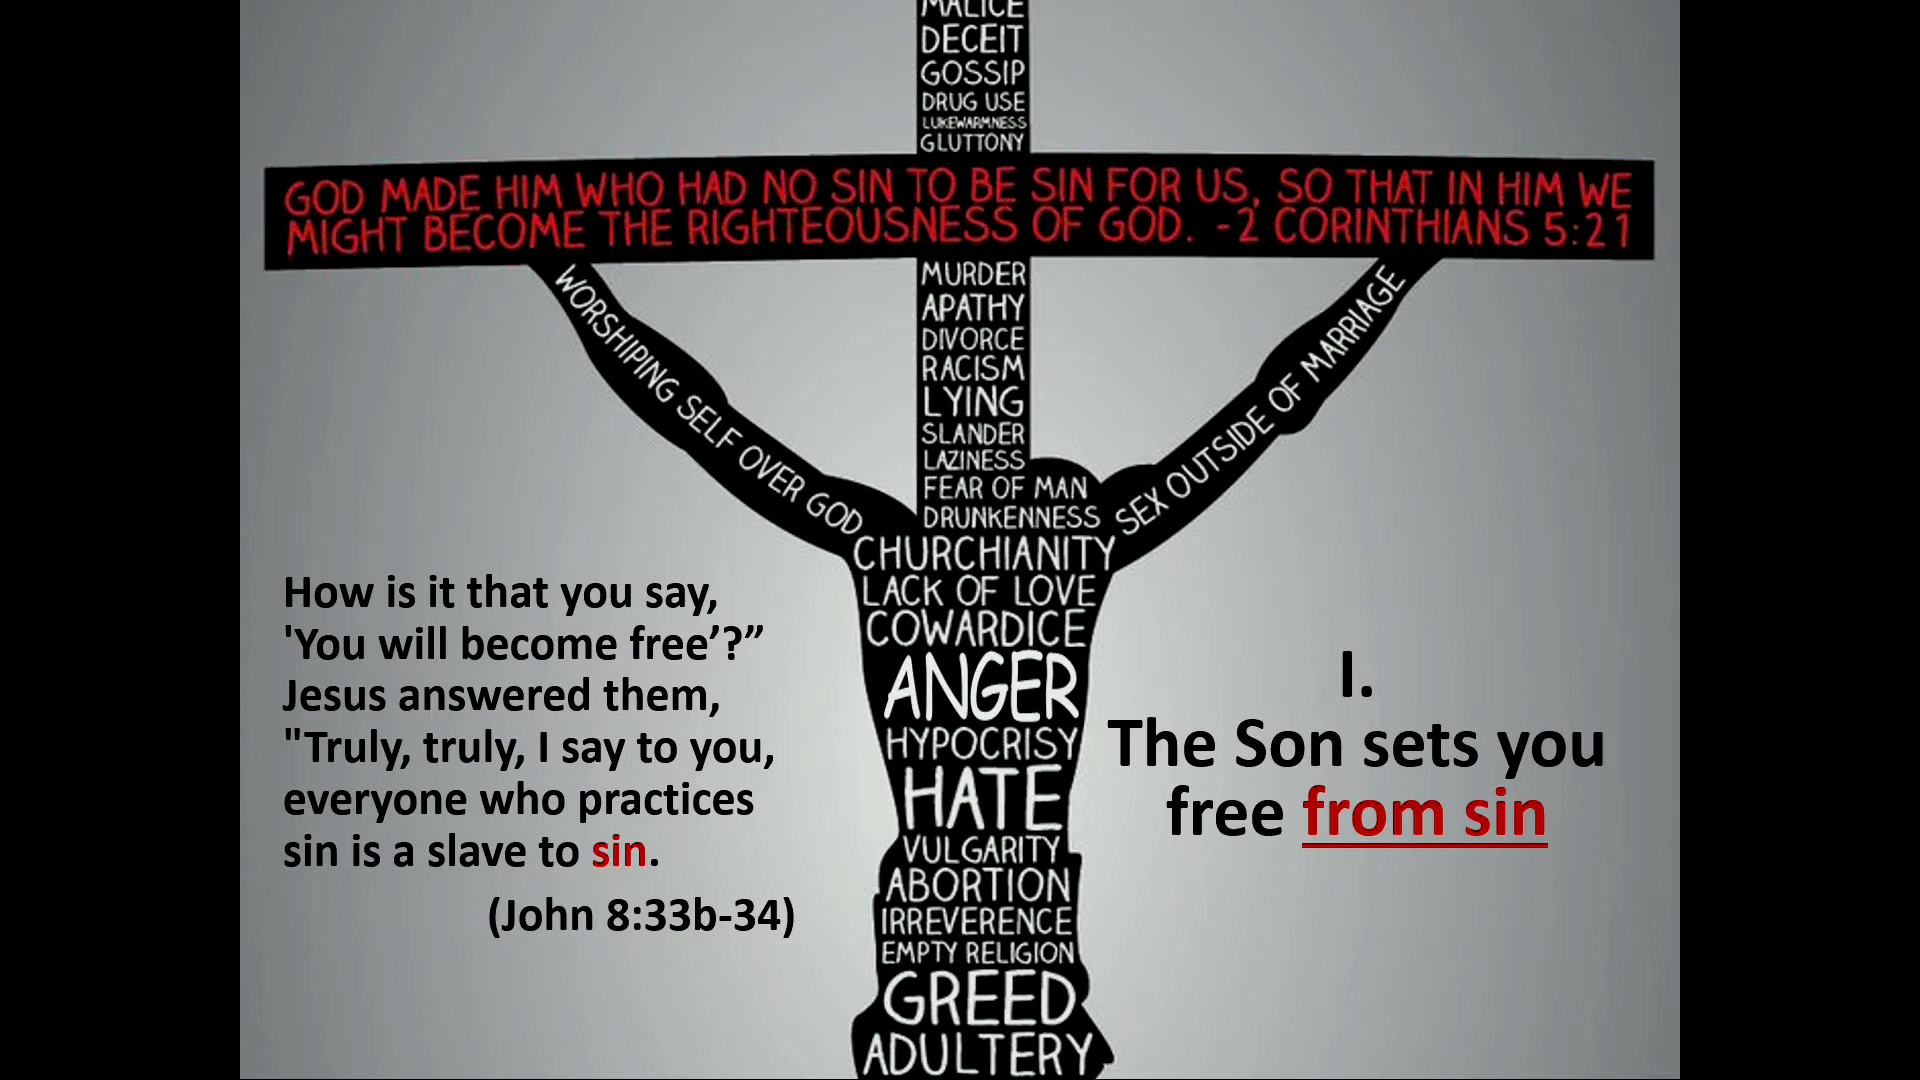 MALICE
DECEIT
GOSSIP
DRUG USE
LUKEWARMNESS
GLUTTONY
GOD MADE HIM WHO HAD NO SIN TO BE SIN FOR US, SO THAT IN HIM WE
MIGHT BECOME THE RIGHTEOUSNESS OF GOD. -2 CORINTHIANS 5:21
MURDER
APATHY
DIVORCE
RACISM
LYING
SLANDER
LAZINESS
FEAR OF MAN
DRUNKENNESS
WORSHIPING SELF OVER GOD
SEX OUTSIDE OF MARRIAGE
CHURCHIANITY
LACK OF LOVE
COWARDICE
ANGER
HYPOCRISY
HATE
VULGARITY
ABORTION
IRREVERENCE
EMPTY RELIGION
GREED
ADULTERY
How is it that you say,
'You will become free’?”
Jesus answered them,
"Truly, truly, I say to you,
everyone who practices
sin is a slave to sin.
(John 8:33b-34)
I.
The Son sets you
free from sin